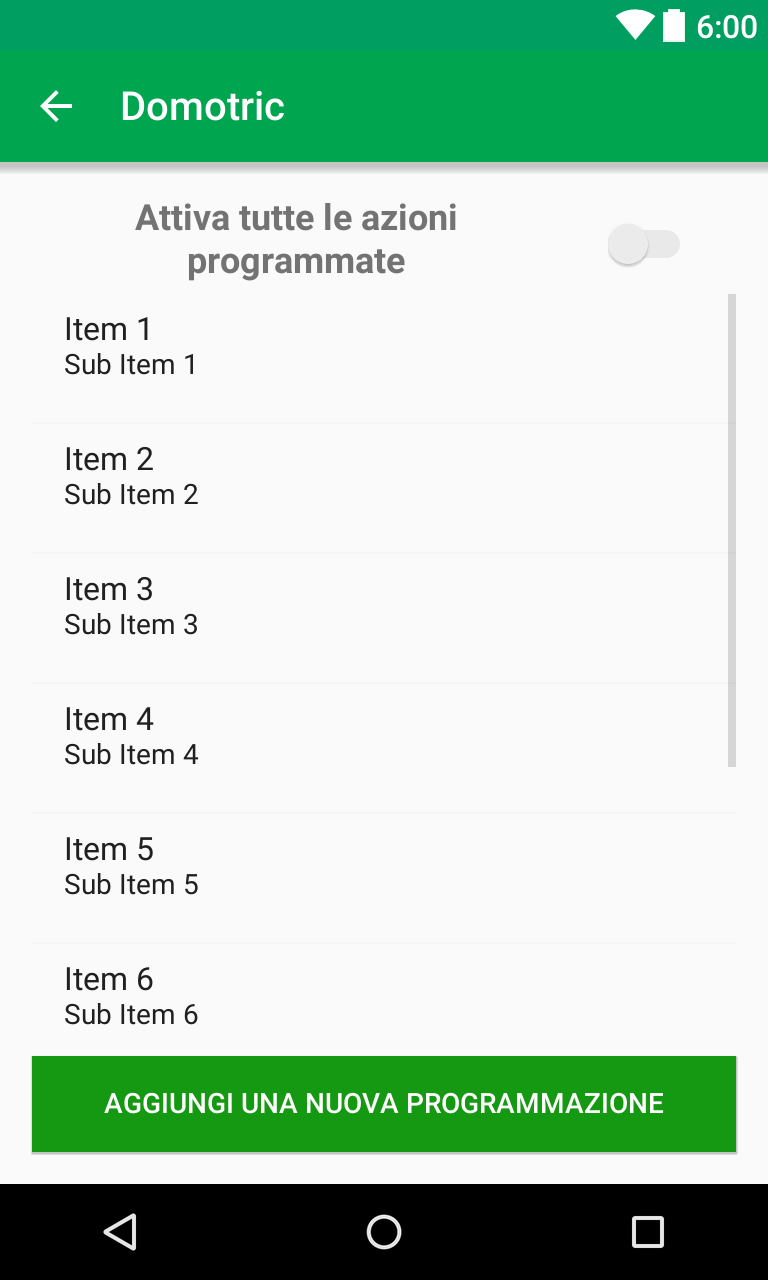 6:00
Domotric
Attiva tutte le azioni
programmate
Item 1
Sub Item 1
Item 2
Sub Item 2
Item 3
Sub Item 3
Item 4
Sub Item 4
Item 5
Sub Item 5
Item 6
Sub Item 6
AGGIUNGI UNA NUOVA PROGRAMMAZIONE